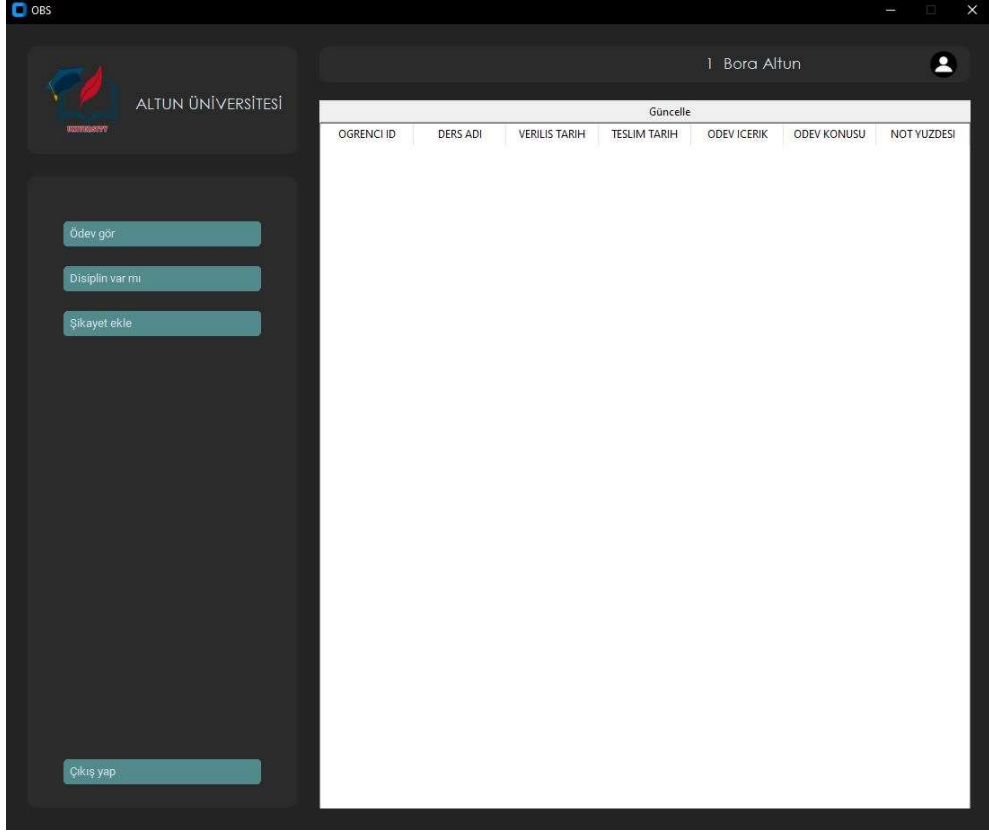 OBS
1 Bora Altun
ALTUN ÜNİVERSİTESİ
Güncelle
OGRENCI ID DERS ADI VERILIS TARIH TESLIM TARIH ODEV ICERIK ODEV KONUSU NOT YUZDESI
Ödev gör
Disiplin var mı
Şikayet ekle
Çıkış yap